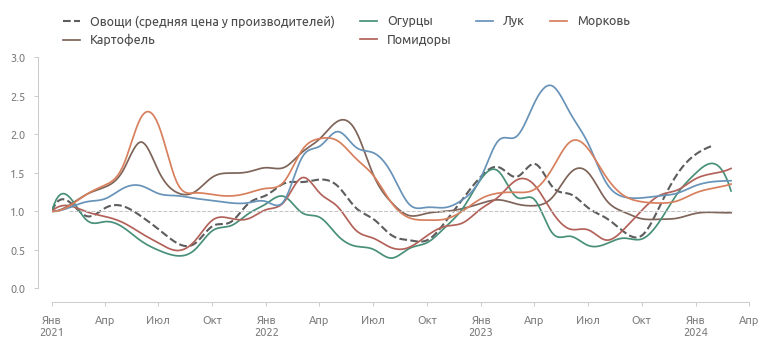 Овощи (средняя цена у производителей) Огурцы Лук Морковь
Картофель Помидоры
3.0
2.5
2.0
1.5
1.0
0.5
0.0
Янв Апр Июл Окт Янв Апр Июл Окт Янв Апр Июл Окт Янв Апр
2021 2022 2023 2024